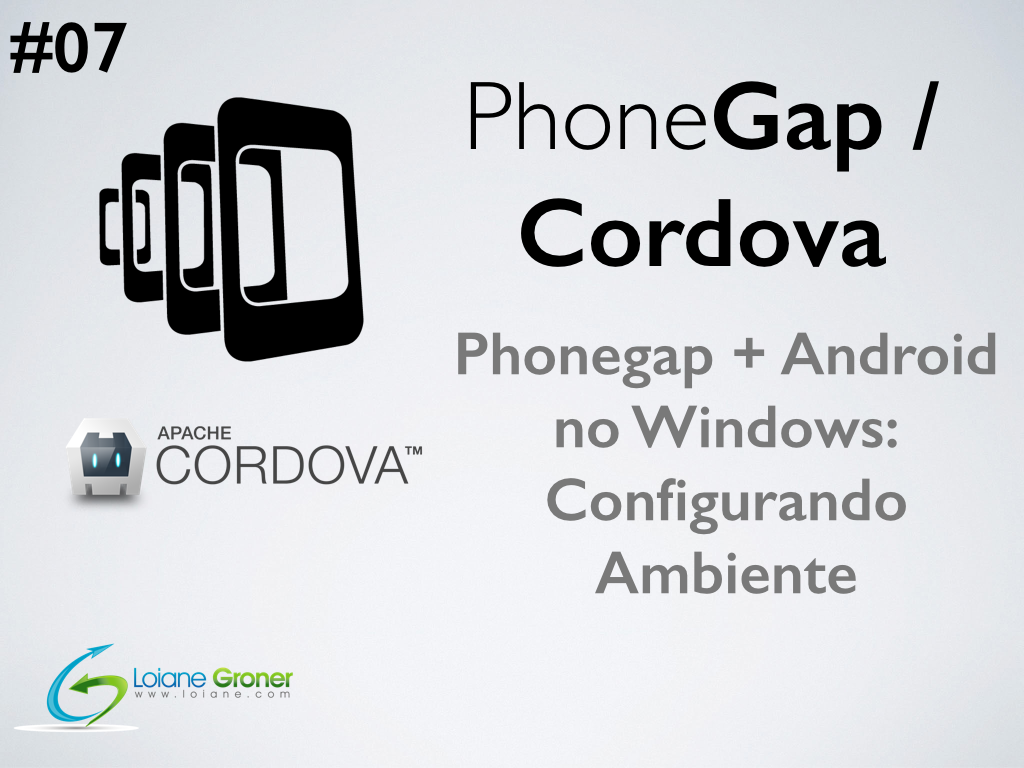 #07
PhoneGap /
Cordova
Phonegap + Android
no Windows:
Configurando
Ambiente
APACHE
CORDOVA™
Loiane Groner
www.loiane.com